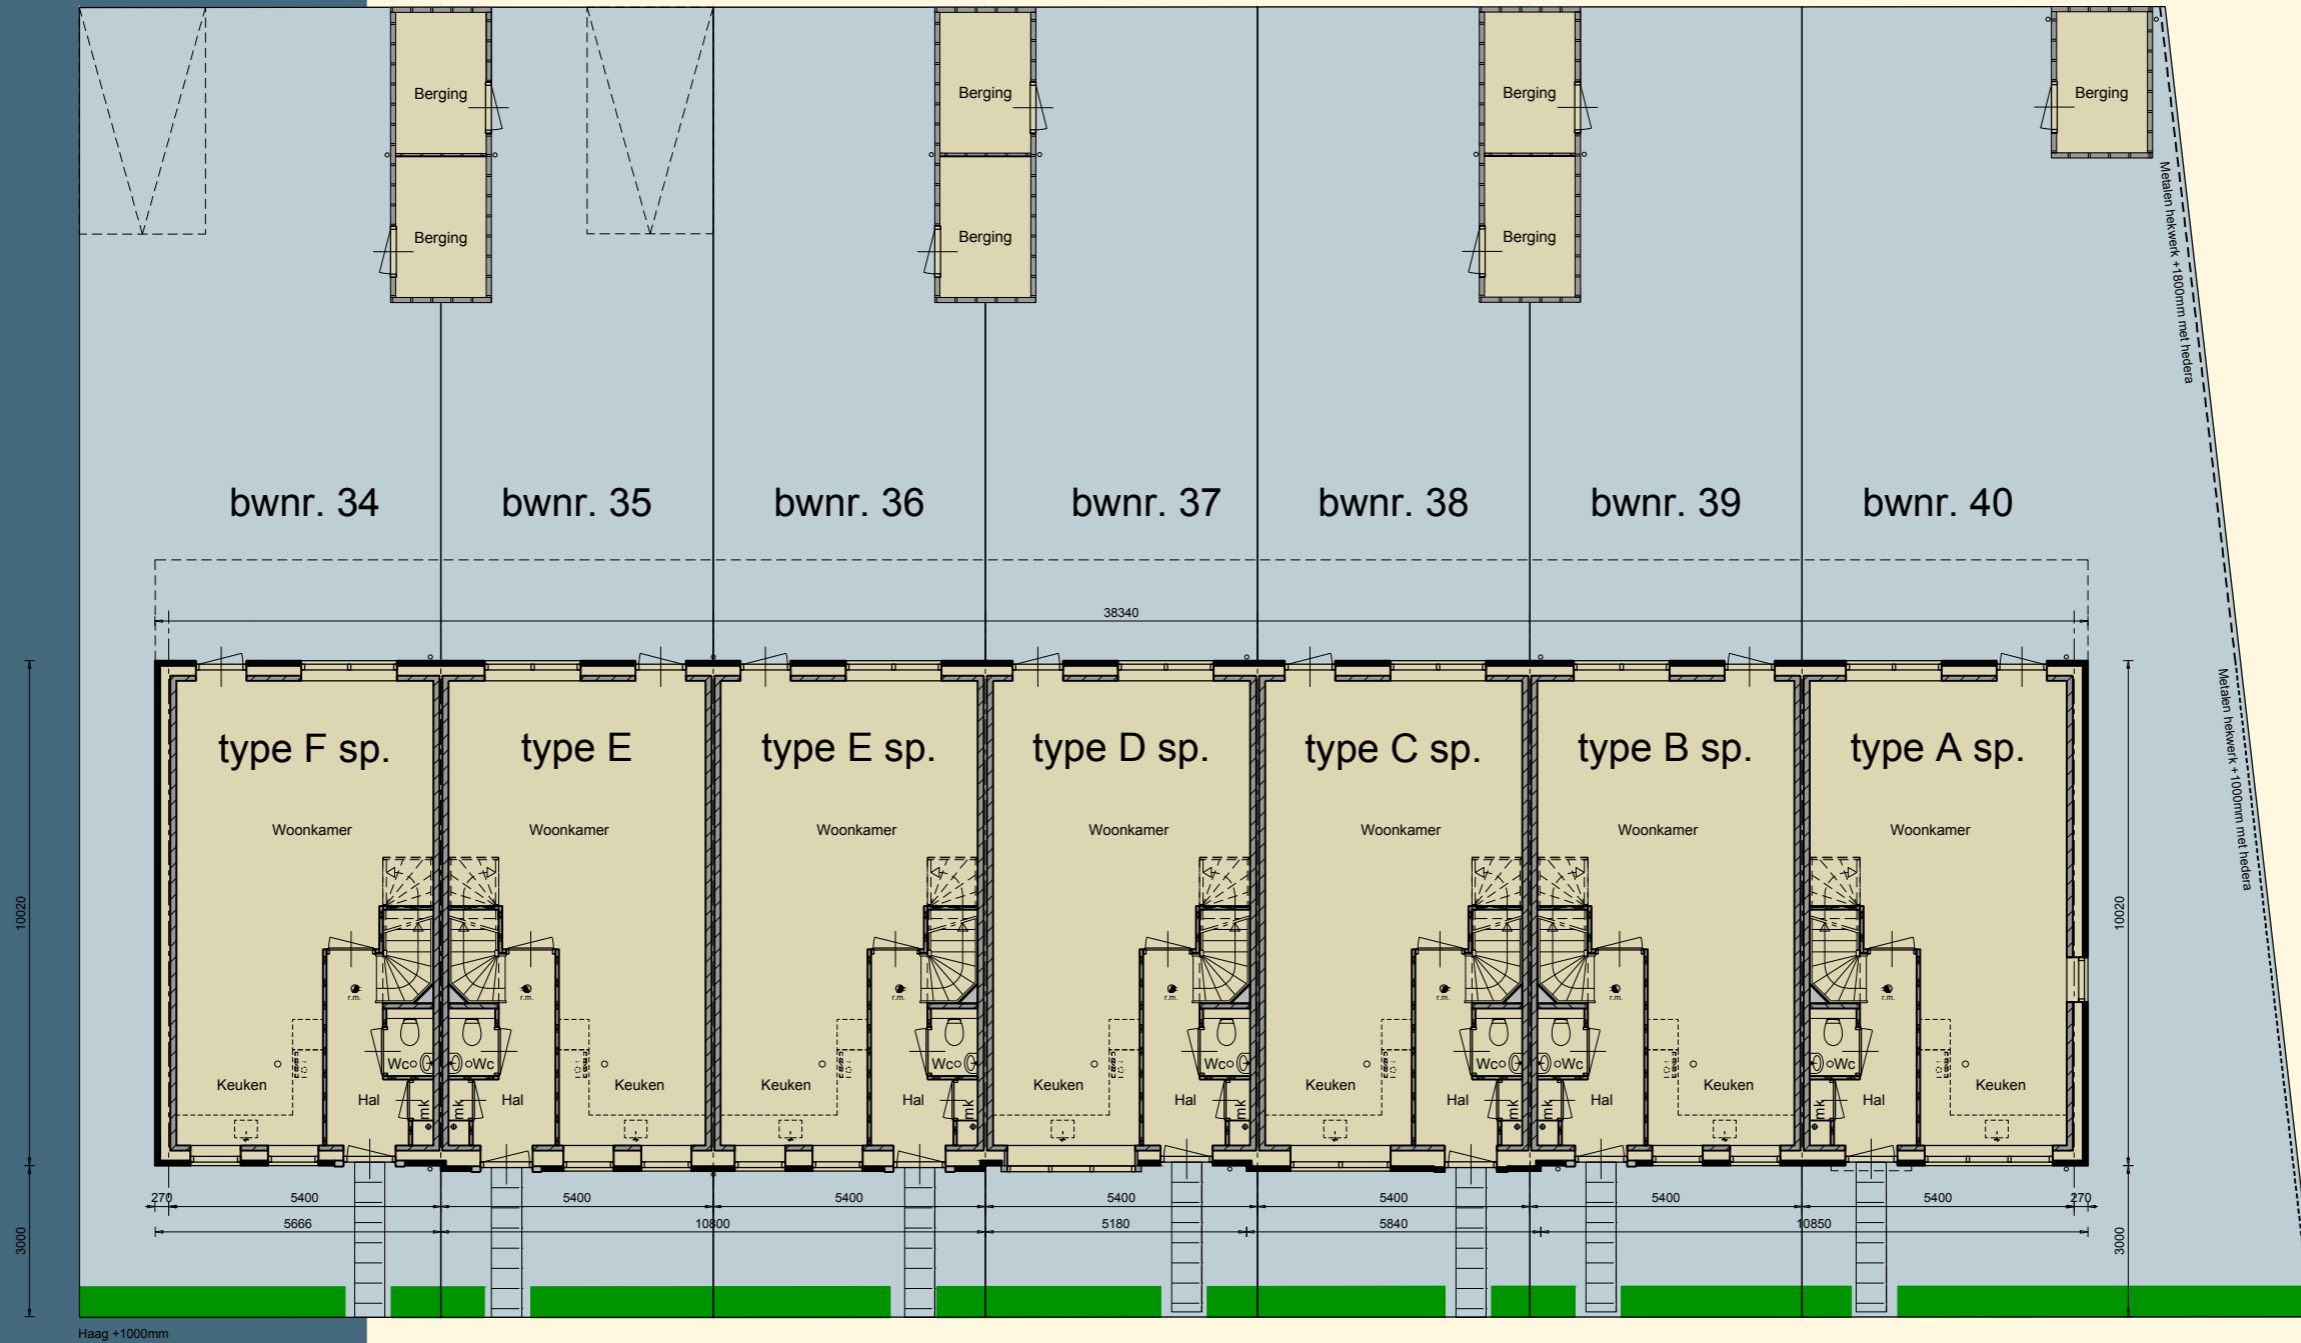 Berging
Berging
Berging
Berging
Berging
Berging
Berging
Metalen hekwerk +1800mm met hedera
bwnr. 34
bwnr. 35
bwnr. 36
bwnr. 37
bwnr. 38
bwnr. 39
bwnr. 40
38340
Metalen hekwerk +1000mm met hedera
type F sp.
type E
type E sp.
type D sp.
type C sp.
type B sp.
type A sp.
Woonkamer
Woonkamer
Woonkamer
Woonkamer
Woonkamer
Woonkamer
Woonkamer
10020
10020
r.m.
r.m.
r.m.
r.m.
r.m.
r.m.
r.m.
Wc
Wc
Wc
Wc
Wc
Wc
Wc
Keuken
Keuken
Keuken
Keuken
Keuken
Keuken
Keuken
Hal
mk
mk
Hal
Hal
mk
Hal
mk
Hal
mk
mk
Hal
mk
Hal
270
5400
5400
5400
5400
5400
5400
5400
270
5666
10800
5180
5840
10850
3000
3000
Haag +1000mm